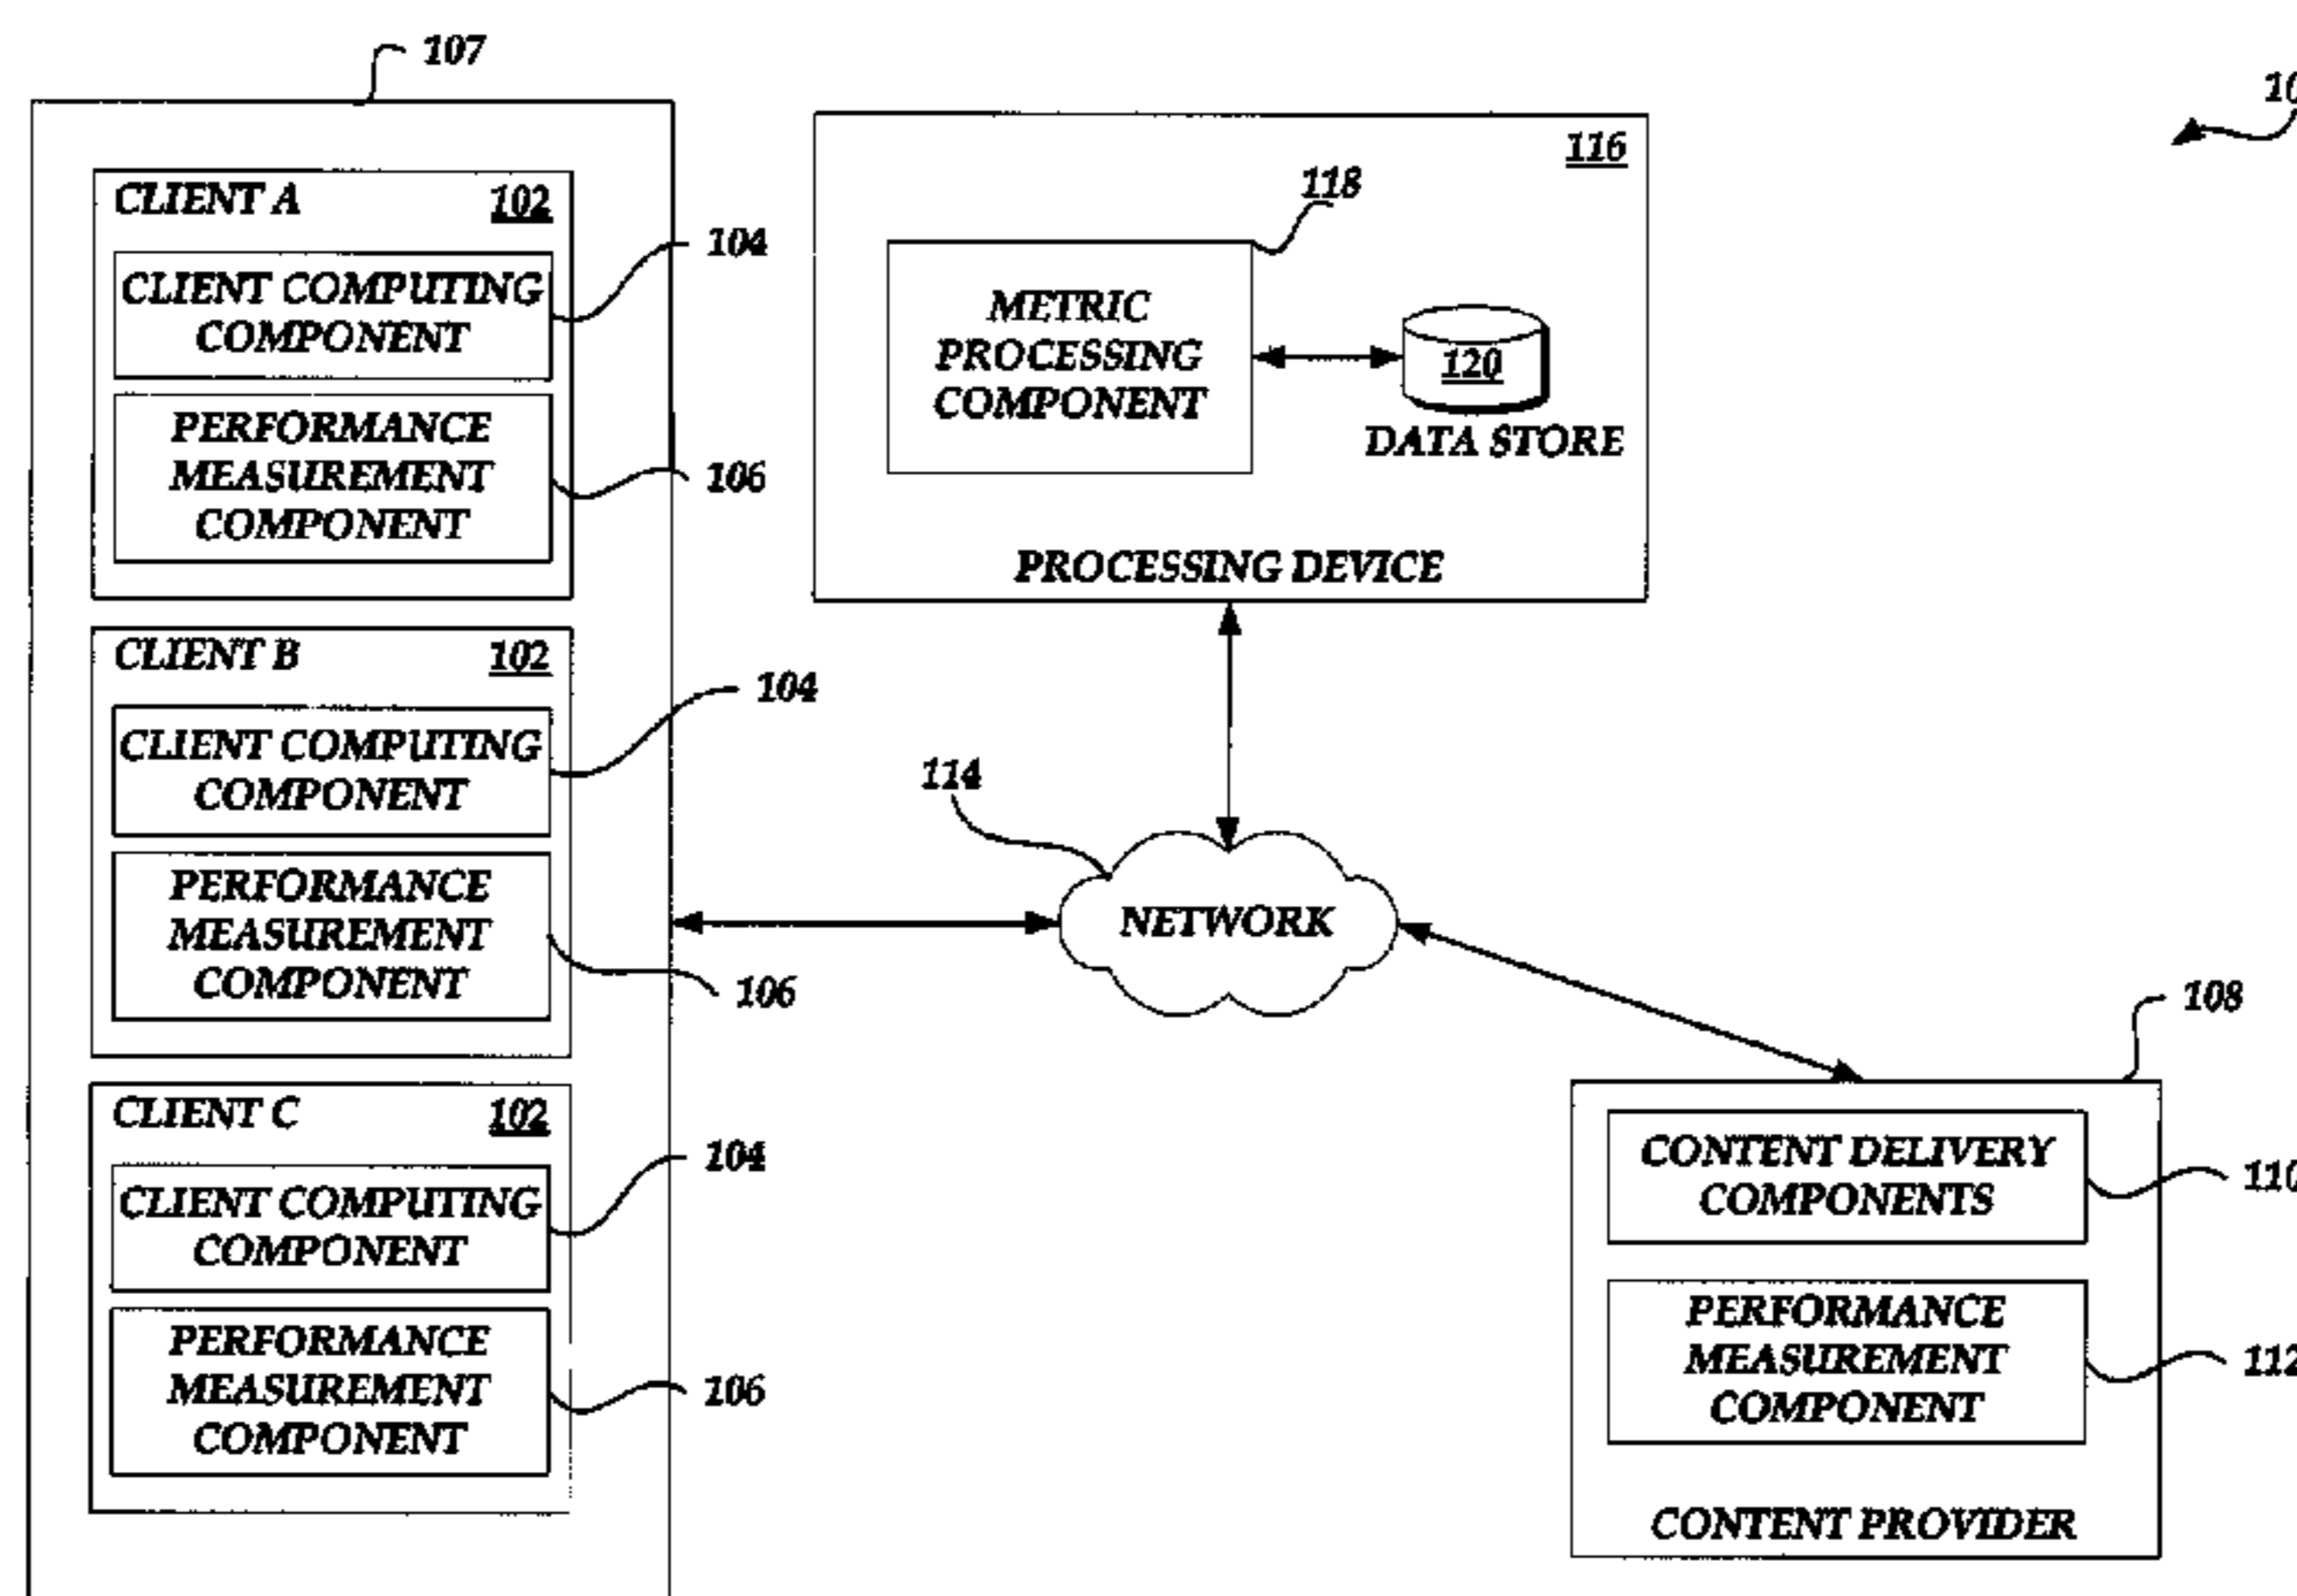 107
CLIENT A 102
CLIENT COMPUTING
COMPONENT
104
PERFORMANCE
MEASUREMENT
COMPONENT
106
CLIENT B 102
CLIENT COMPUTING
COMPONENT
104
PERFORMANCE
MEASUREMENT
COMPONENT
106
CLIENT C 102
CLIENT COMPUTING
COMPONENT
104
PERFORMANCE
MEASUREMENT
COMPONENT
106
116
118
METRIC
PROCESSING
COMPONENT
120
DATA STORE
PROCESSING DEVICE
114
NETWORK
108
CONTENT DELIVERY
COMPONENTS
110
PERFORMANCE
MEASUREMENT
COMPONENT
112
CONTENT PROVIDER